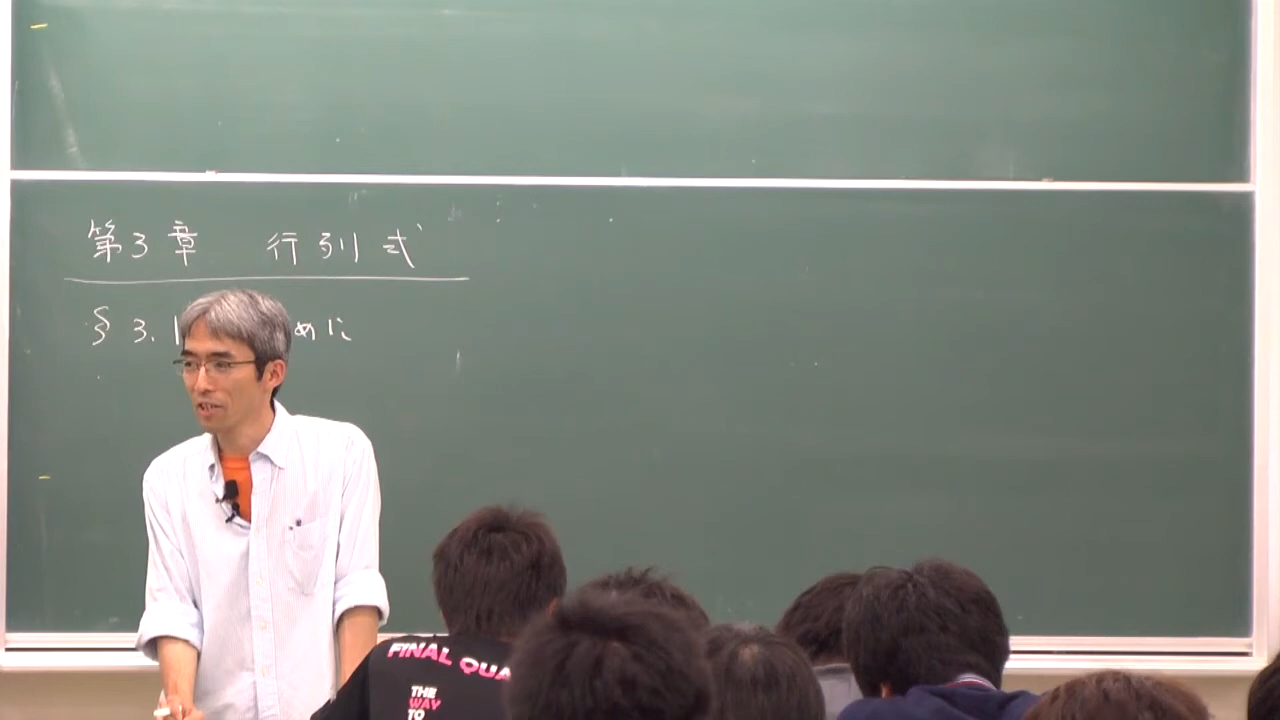 第3章 行列式
§3.1 めに
FINAL QUA
THE
WAY
TO